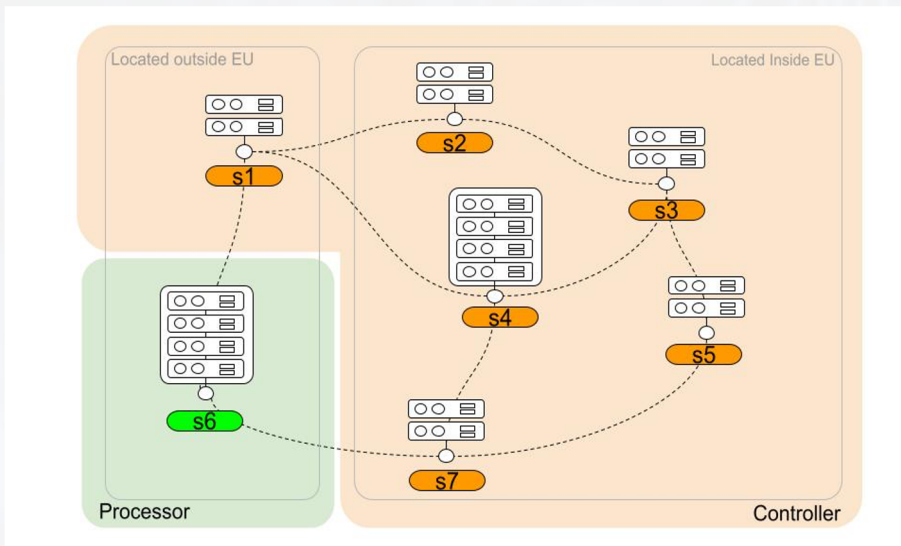 Located outside EU
Located Inside EU
s1
s2
s3
s4
s5
s6
s7
Processor
Controller